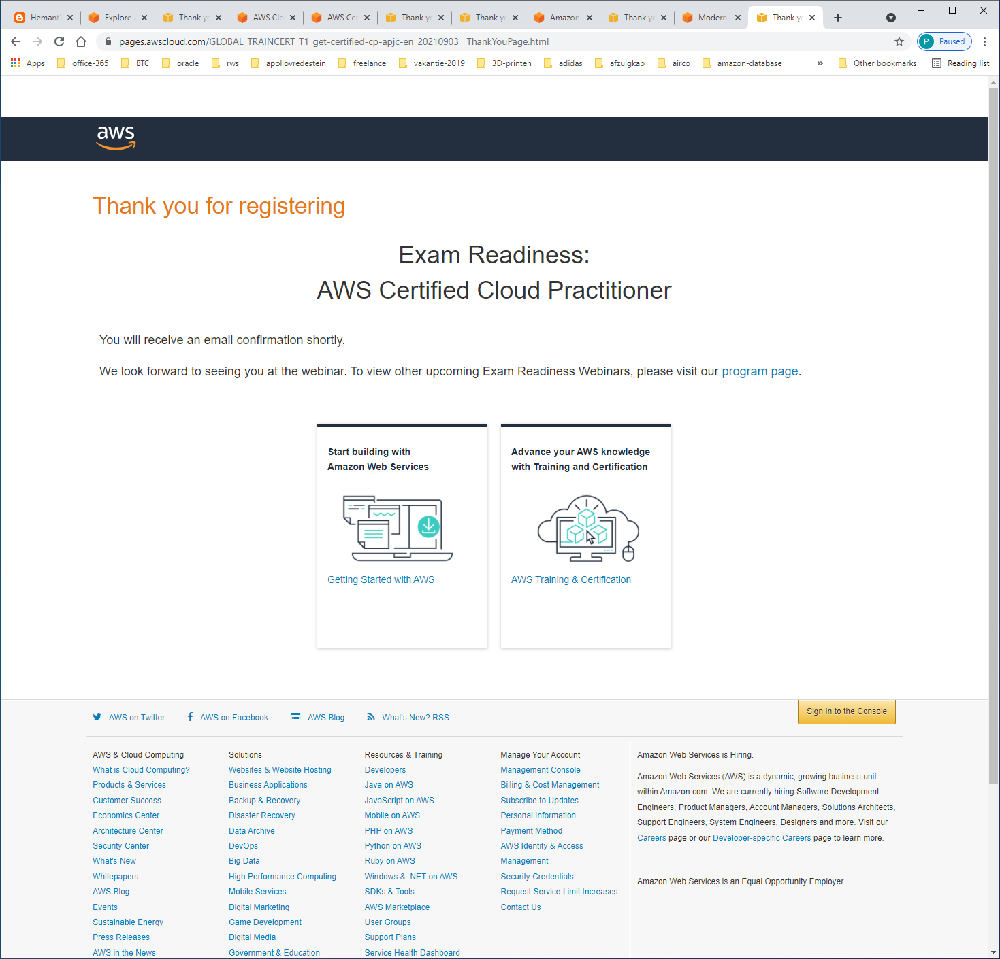 Hemant'
Explore A
Thank yo
AWS Clo
AWS Cer
Thank yo
Thank yo
Amazon
Thank yo
Modern
Thank yo
pages.awscloud.com/GLOBAL_TRAINCERT_T1_get-certified-cp-apjc-en_20210903__ThankYouPage.html
P Paused
Apps office-365 BTC oracle rws apollovredestein freelance vakantie-2019 3D-printen adidas afzuigkap airco amazon-database » Other bookmarks Reading list
aws
Thank you for registering
Exam Readiness:
AWS Certified Cloud Practitioner
You will receive an email confirmation shortly.
We look forward to seeing you at the webinar. To view other upcoming Exam Readiness Webinars, please visit our program page.
Start building with
Amazon Web Services
Getting Started with AWS
Advance your AWS knowledge
with Training and Certification
AWS Training & Certification
AWS on Twitter AWS on Facebook AWS Blog What's New? RSS
Sign In to the Console
AWS & Cloud Computing
What is Cloud Computing?
Products & Services
Customer Success
Economics Center
Architecture Center
Security Center
What's New
Whitepapers
AWS Blog
Events
Sustainable Energy
Press Releases
AWS in the News
Solutions
Websites & Website Hosting
Business Applications
Backup & Recovery
Disaster Recovery
Data Archive
DevOps
Big Data
High Performance Computing
Mobile Services
Digital Marketing
Game Development
Digital Media
Government & Education
Resources & Training
Developers
Java on AWS
JavaScript on AWS
Mobile on AWS
PHP on AWS
Python on AWS
Ruby on AWS
Windows & .NET on AWS
SDKs & Tools
AWS Marketplace
User Groups
Support Plans
Service Health Dashboard
Manage Your Account
Management Console
Billing & Cost Management
Subscribe to Updates
Personal Information
Payment Method
AWS Identity & Access
Management
Security Credentials
Request Service Limit Increases
Contact Us
Amazon Web Services is Hiring.
Amazon Web Services (AWS) is a dynamic, growing business unit
within Amazon.com. We are currently hiring Software Development
Engineers, Product Managers, Account Managers, Solutions Architects,
Support Engineers, System Engineers, Designers and more. Visit our
Careers page or our Developer-specific Careers page to learn more.
Amazon Web Services is an Equal Opportunity Employer.